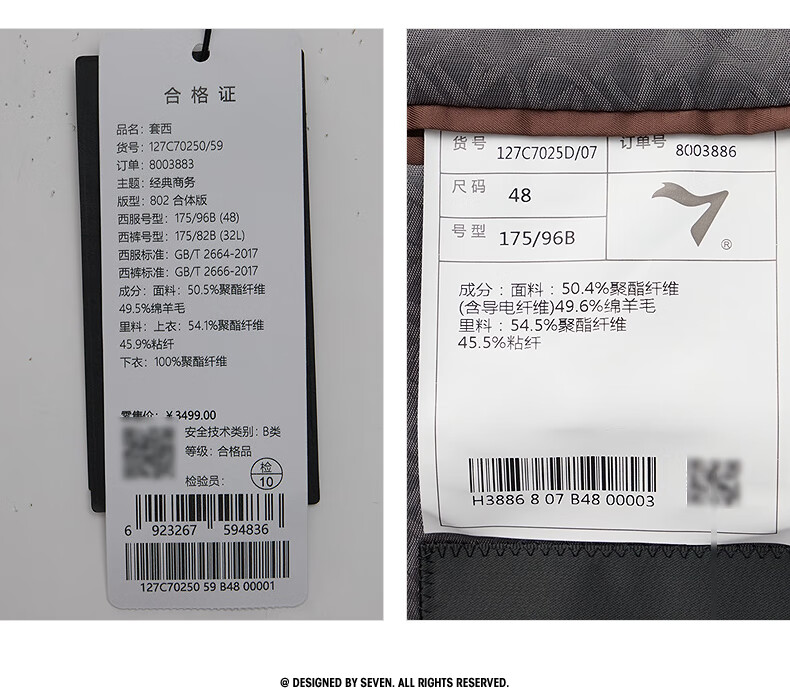 合格证
品名：套西
货号：127C70250/59
订单：8003883
主题：经典商务
版型：802 合体版
西服号型：175/96B (48)
西裤号型：175/82B (32L)
西服标准：GB/T 2664-2017
西裤标准：GB/T 2666-2017
成分：面料：50.5%聚酯纤维
49.5%绵羊毛
里料：上衣：54.1%聚酯纤维
45.9%粘纤
下衣：100%聚酯纤维
零售价：¥3499.00
安全技术类别：B类
等级：合格品
检验员：
检
10
6 923267 594836
127C70250 59 B48 00001
货号 127C7025D/07 订单号 8003886
尺码 48
号型 175/96B
®
成分：面料：50.4%聚酯纤维
(含导电纤维)49.6%绵羊毛
里料：54.5%聚酯纤维
45.5%粘纤
H3886 8 07 B48 00003
@ DESIGNED BY SEVEN. ALL RIGHTS RESERVED.